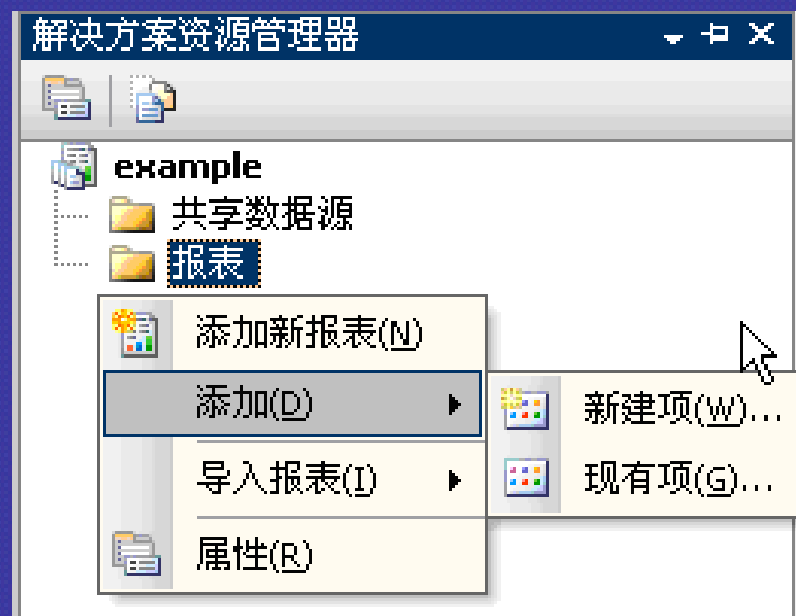 解决方案资源管理器
example
共享数据源
报表
添加新报表(N)
添加(D)
新建项(W)...
现有项(G)...
导入报表(I)
属性(R)